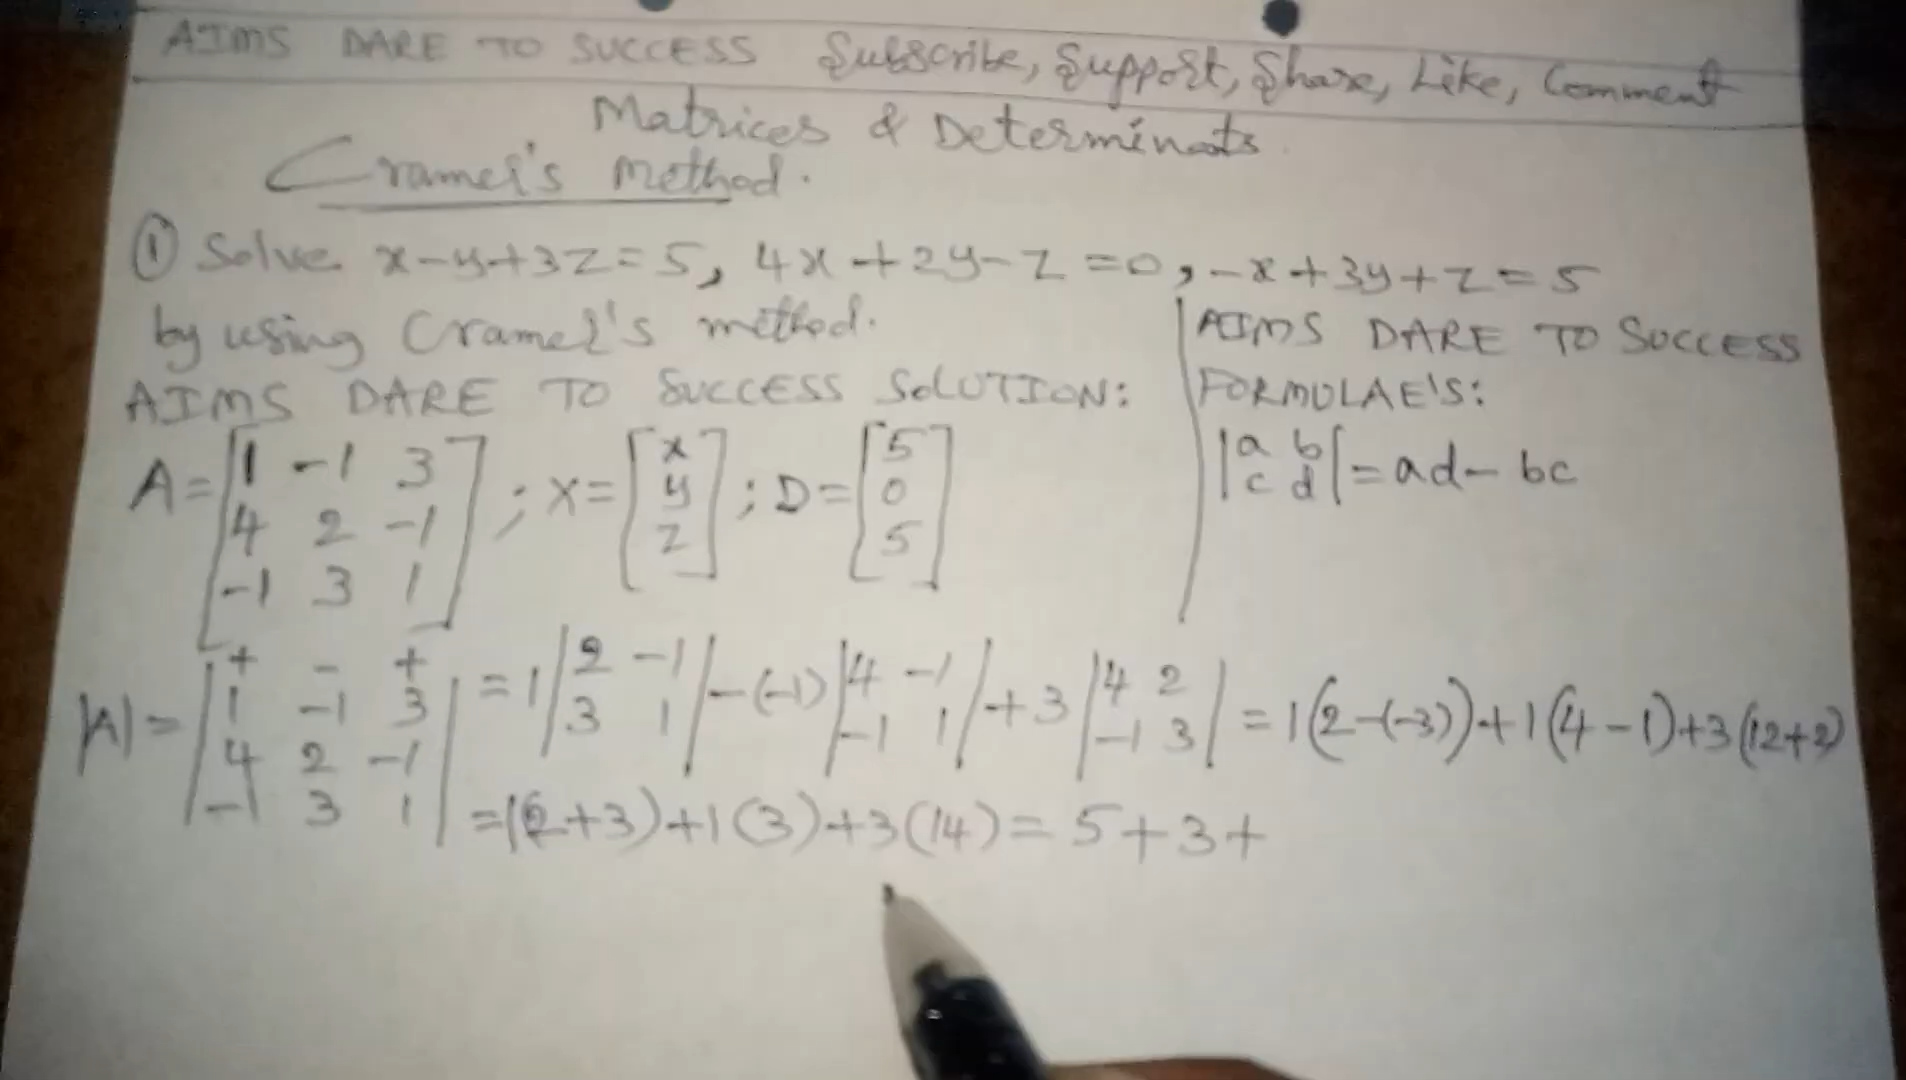 AIMS DARE TO SUCCESS Subscribe, Support, Share, Like, Comment
Matrices & Determinats.
Cramer's Method.
① Solve x-y+3z=5, 4x+2y-z=0, -x+3y+z=5
by using Cramer's method.
AIMS DARE TO SUCCESS
AIMS DARE TO SUCCESS SOLUTION:
FORMULAE'S:
|a b| = ad - bc
|c d|
A = [1 -1 3] ; X = [x] ; D = [5]
[4 2 -1] [y] [0]
[-1 3 1] [z] [5]
+ - +
|A| = |1 -1 3| = 1|2 -1| -(-1)|4 -1| +3|4 2| = 1(2-(-3))+1(4-1)+3(12+2)
|4 2 -1| |3 1| |-1 1| |-1 3|
|-1 3 1| =1(2+3)+1(3)+3(14)=5+3+